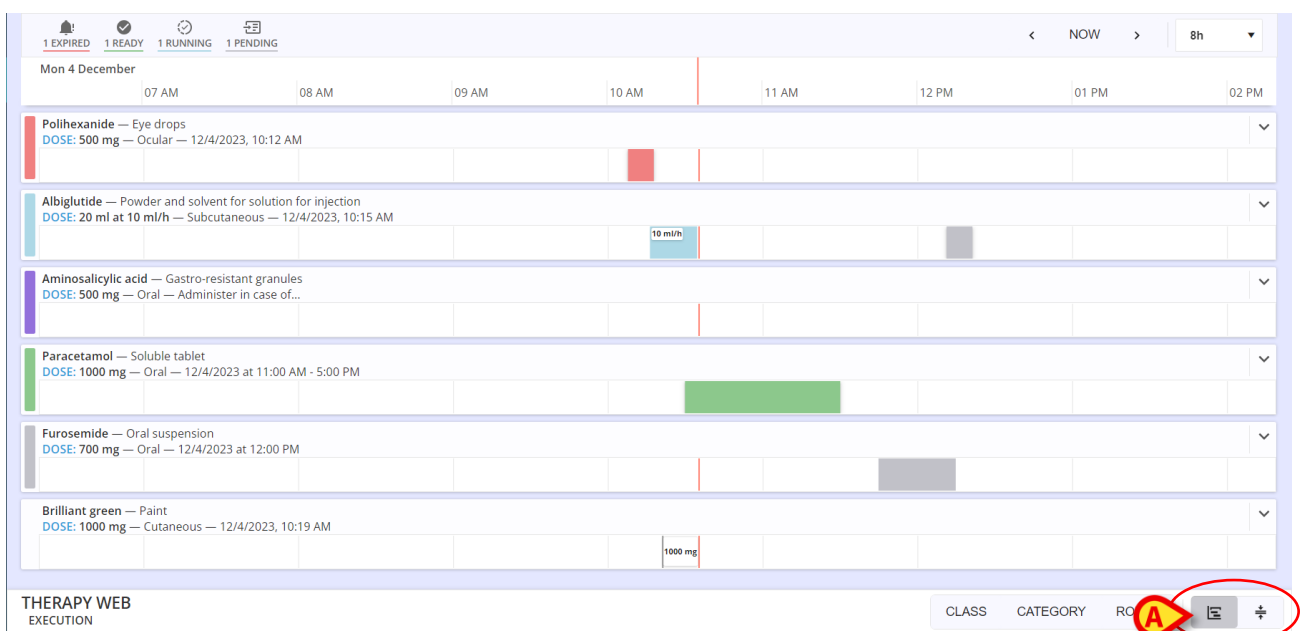 1 EXPIRED 1 READY 1 RUNNING 1 PENDING
NOW
8h
Mon 4 December
07 AM 08 AM 09 AM 10 AM 11 AM 12 PM 01 PM 02 PM
Polihexanide — Eye drops
DOSE: 500 mg — Ocular — 12/4/2023, 10:12 AM
Albiglutide — Powder and solvent for solution for injection
DOSE: 20 ml at 10 ml/h — Subcutaneous — 12/4/2023, 10:15 AM
10 ml/h
Aminosalicylic acid — Gastro-resistant granules
DOSE: 500 mg — Oral — Administer in case of...
Paracetamol — Soluble tablet
DOSE: 1000 mg — Oral — 12/4/2023 at 11:00 AM - 5:00 PM
Furosemide — Oral suspension
DOSE: 700 mg — Oral — 12/4/2023 at 12:00 PM
Brilliant green — Paint
DOSE: 1000 mg — Cutaneous — 12/4/2023, 10:19 AM
1000 mg
THERAPY WEB
EXECUTION
CLASS CATEGORY A